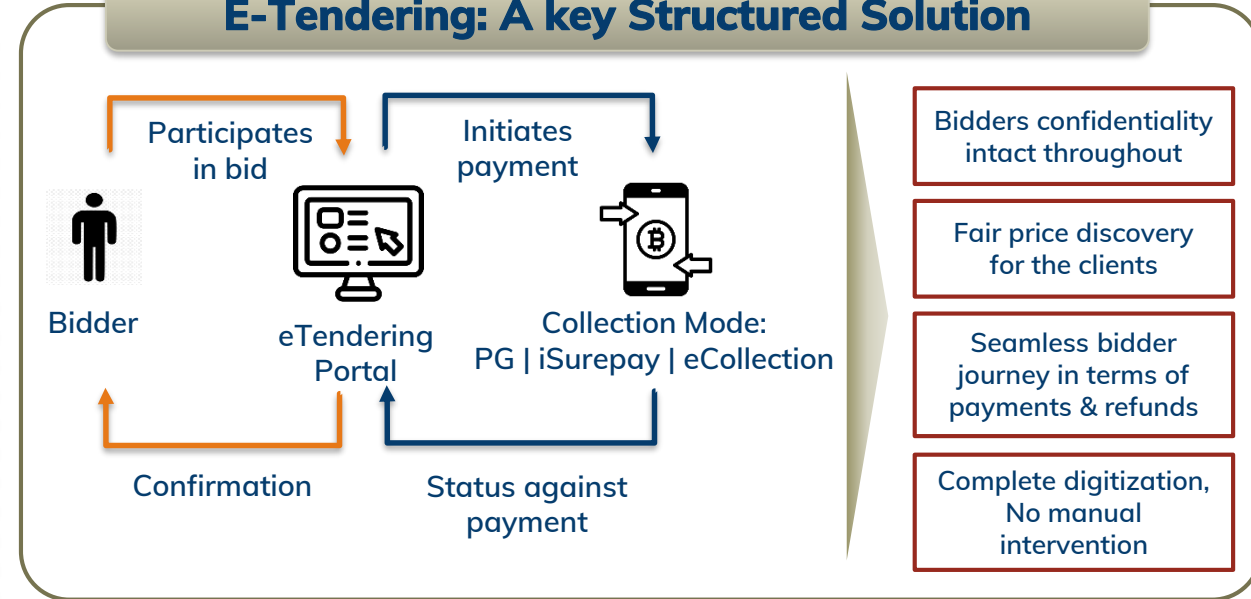 E-Tendering: A key Structured Solution
Participates
in bid
Initiates
payment
Bidder
eTendering
Portal
Collection Mode:
PG | iSurepay | eCollection
Confirmation
Status against
payment
Bidders confidentiality
intact throughout
Fair price discovery
for the clients
Seamless bidder
journey in terms of
payments & refunds
Complete digitization,
No manual
intervention